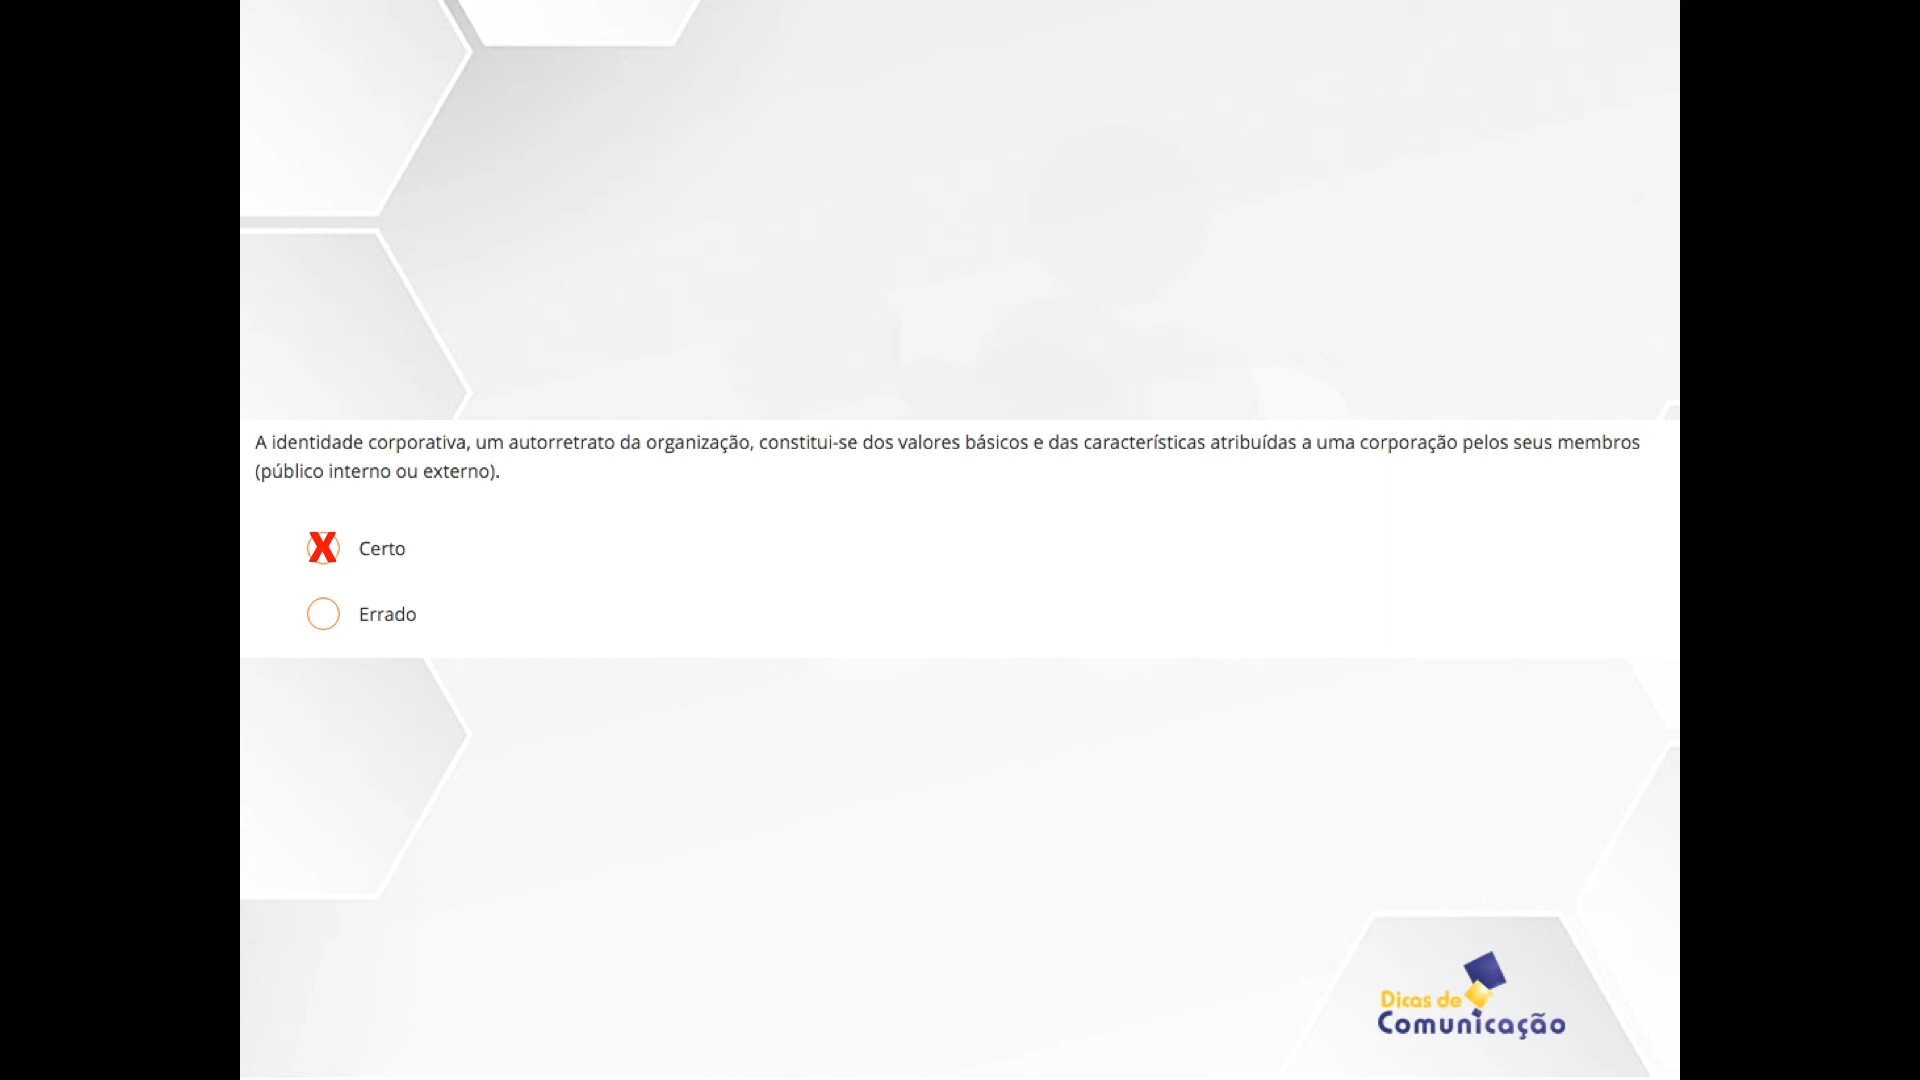 A identidade corporativa, um autorretrato da organização, constitui-se dos valores básicos e das características atribuídas a uma corporação pelos seus membros
(público interno ou externo).
X Certo
Errado
Dicas de
Comunicação